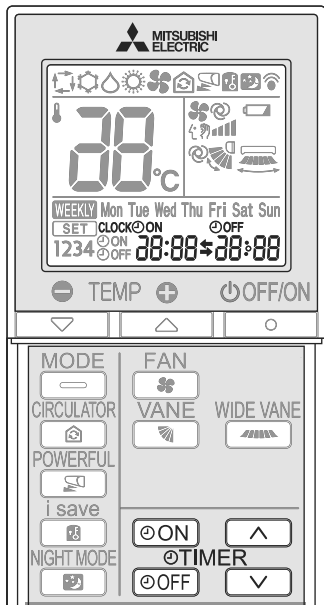 MITSUBISHI
ELECTRIC
88°C
WEEKLY Mon Tue Wed Thu Fri Sat Sun
SET CLOCK ON OFF
1234 ON OFF 88:88 88:88
TEMP OFF/ON
MODE FAN
CIRCULATOR VANE WIDE VANE
POWERFUL
i save
ON
NIGHT MODE TIMER
OFF